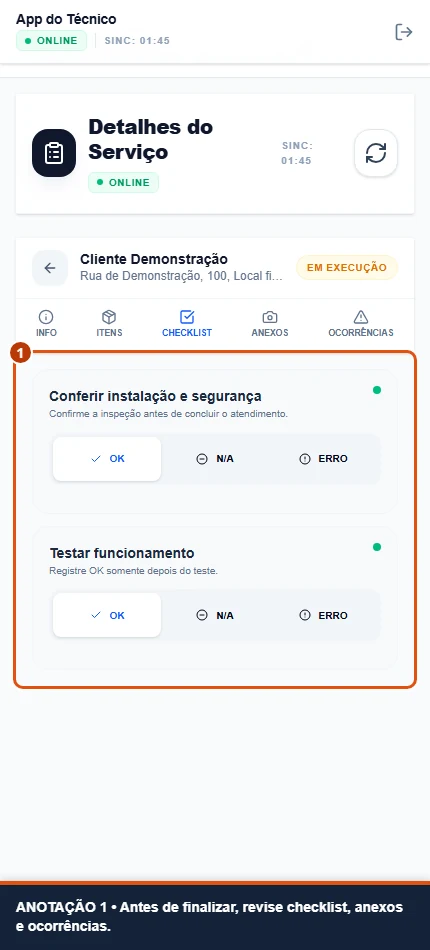 App do Técnico
ONLINE
SINC: 01:45
Detalhes do
Serviço
ONLINE
SINC:
01:45
Cliente Demonstração
Rua de Demonstração, 100, Local fi...
EM EXECUÇÃO
INFO
ITENS
CHECKLIST
ANEXOS
OCORRÊNCIAS
1
Conferir instalação e segurança
Confirme a inspeção antes de concluir o atendimento.
OK
N/A
ERRO
Testar funcionamento
Registre OK somente depois do teste.
OK
N/A
ERRO
ANOTAÇÃO 1 • Antes de finalizar, revise checklist, anexos
e ocorrências.